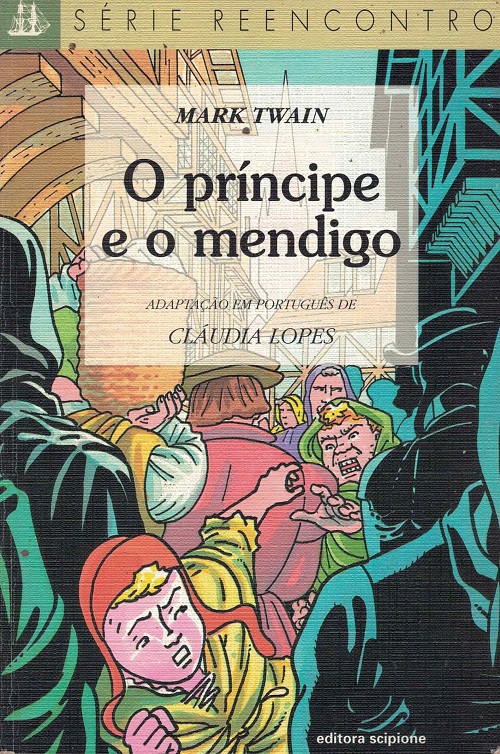 SÉRIE REENCONTRO
MARK TWAIN
O príncipe
e o mendigo
ADAPTAÇÃO EM PORTUGUÊS DE
CLÁUDIA LOPES
editora scipione